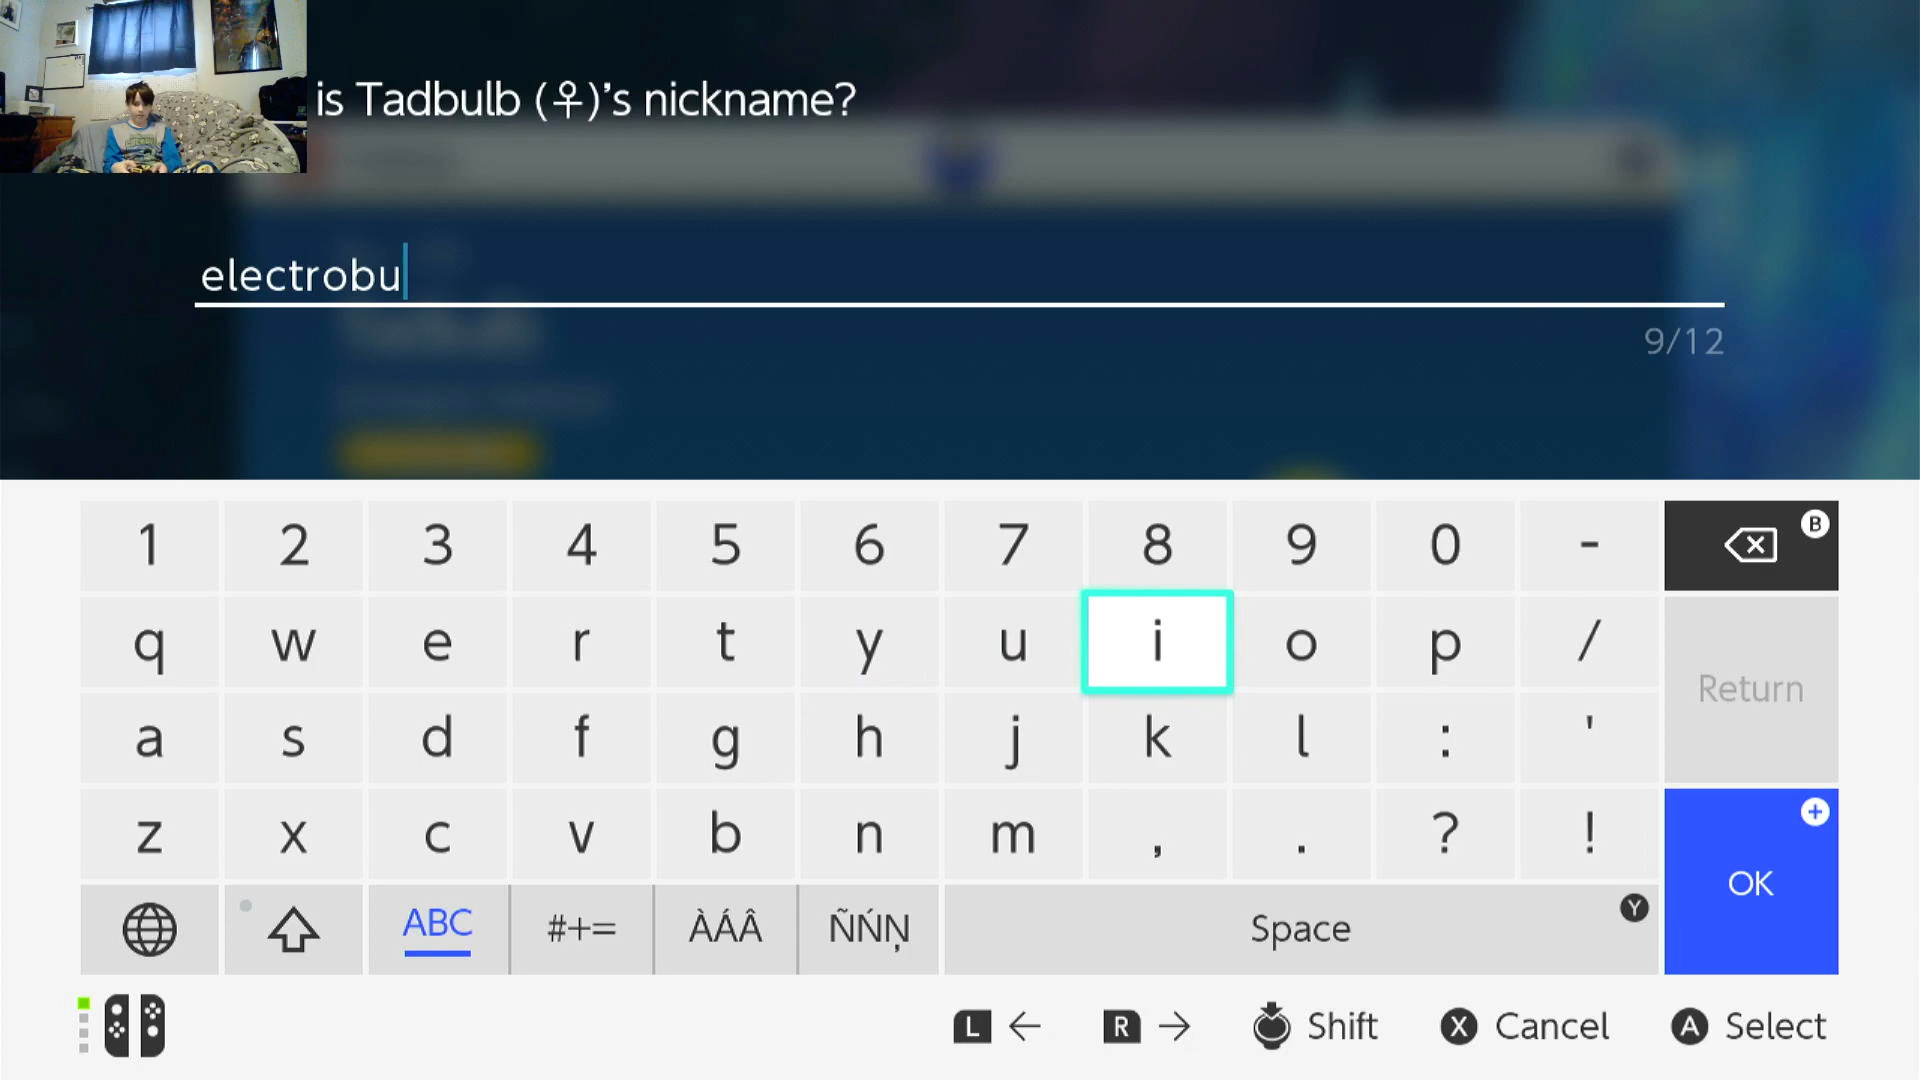 is Tadbulb (♀)'s nickname?
electrobu
9/12
1 2 3 4 5 6 7 8 9 0 - B
q w e r t y u i o p /
Return
a s d f g h j k l : '
z x c v b n m , . ? ! +
OK
ABC #+= ÀÁÂ ÑŃŅ Space Y
L ← R → Shift X Cancel A Select